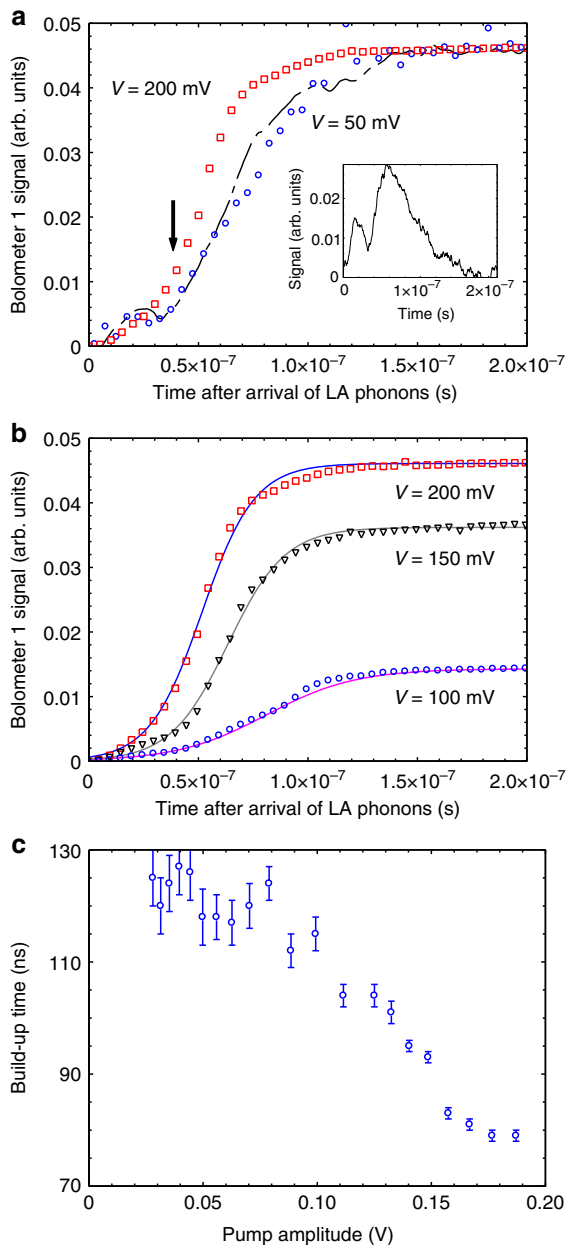 a
Bolometer 1 signal (arb. units)
0.05
0.04
0.03
0.02
0.01
0
V = 200 mV
V = 50 mV
Signal (arb. units)
0.02
0.01
0
0
1×10⁻⁷
2×10⁻⁷
Time (s)
0
0.5×10⁻⁷
1.0×10⁻⁷
1.5×10⁻⁷
2.0×10⁻⁷
Time after arrival of LA phonons (s)
b
Bolometer 1 signal (arb. units)
0.05
0.04
0.03
0.02
0.01
0
V = 200 mV
V = 150 mV
V = 100 mV
0
0.5×10⁻⁷
1.0×10⁻⁷
1.5×10⁻⁷
2.0×10⁻⁷
Time after arrival of LA phonons (s)
c
Build-up time (ns)
130
110
90
70
0
0.05
0.10
0.15
0.20
Pump amplitude (V)